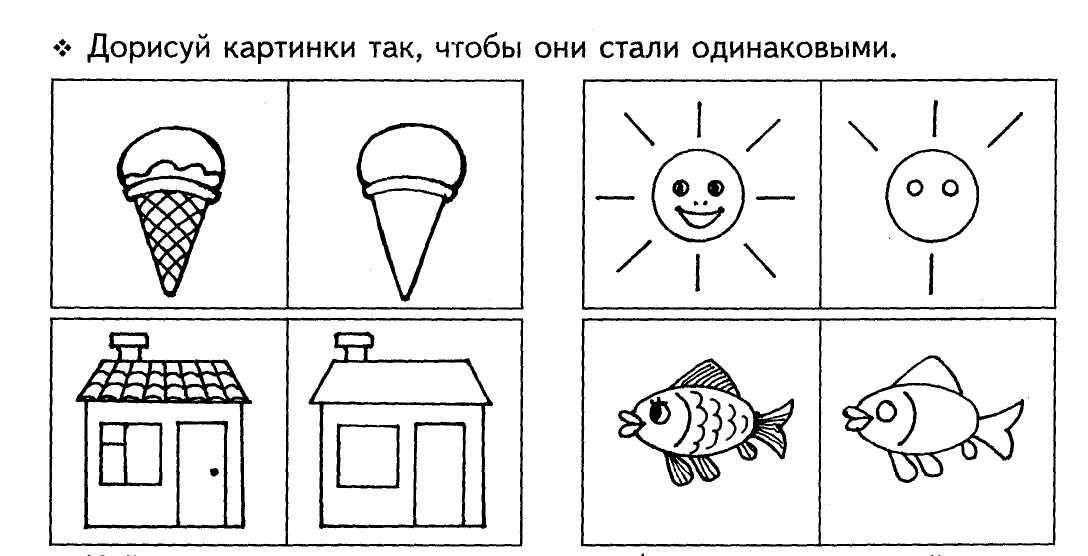 ❖ Дорисуй картинки так, чтобы они стали одинаковыми.